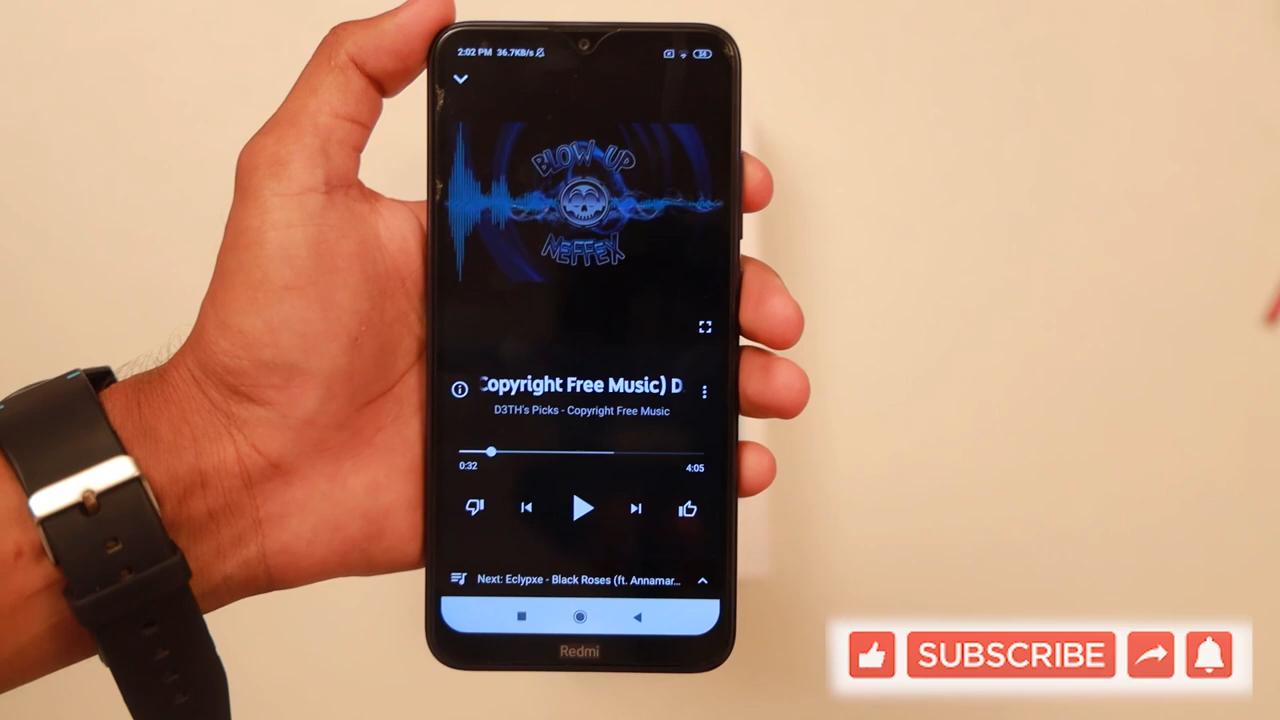 2:02 PM 36.7KB/s
54
BLOW UP
NEFFEX
Copyright Free Music) D
D3TH's Picks - Copyright Free Music
0:32
4:05
Next: Eclypxe - Black Roses (ft. Annamar...
Redmi
SUBSCRIBE